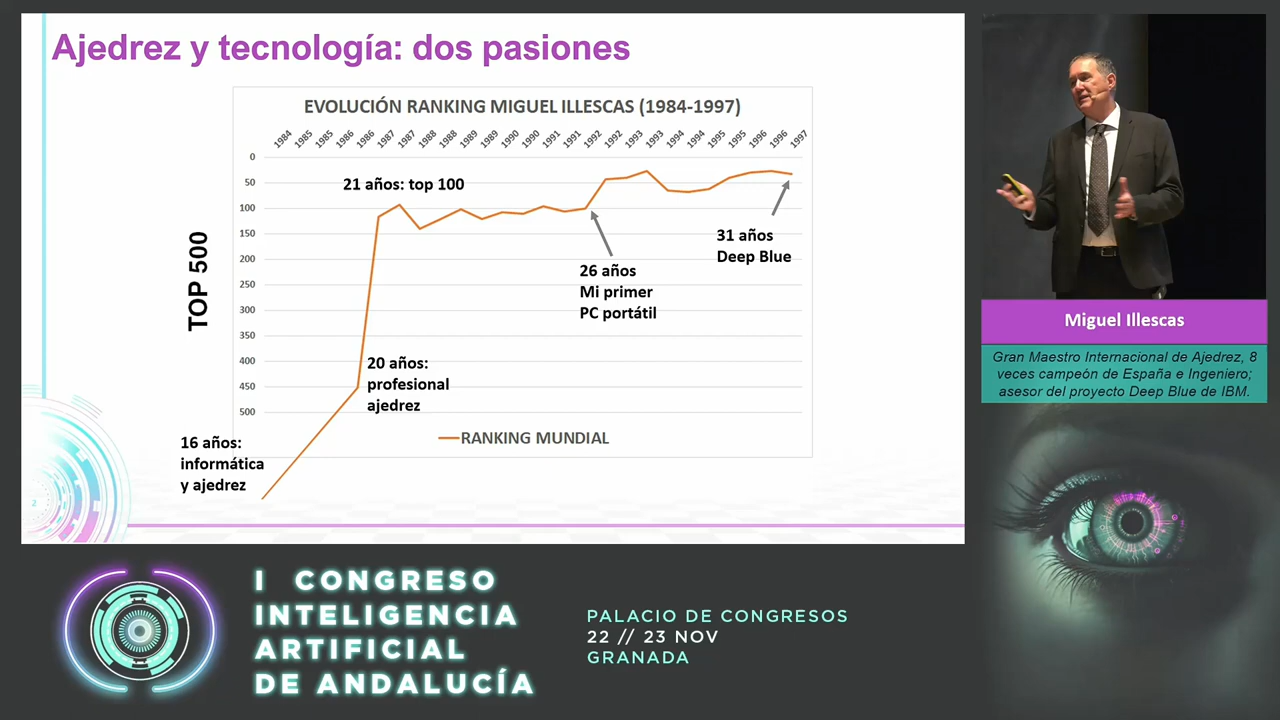 Ajedrez y tecnología: dos pasiones
EVOLUCIÓN RANKING MIGUEL ILLESCAS (1984-1997)
1984 1985 1985 1986 1986 1987 1987 1988 1988 1989 1989 1990 1990 1991 1991 1992 1992 1993 1993 1994 1994 1995 1995 1996 1996 1997
0
50
100
150
200
250
300
350
400
450
500
TOP 500
21 años: top 100
31 años
Deep Blue
26 años
Mi primer
PC portátil
20 años:
profesional
ajedrez
16 años:
informática
y ajedrez
RANKING MUNDIAL
2
Miguel Illescas
Gran Maestro Internacional de Ajedrez, 8
veces campeón de España e Ingeniero;
asesor del proyecto Deep Blue de IBM.
I CONGRESO
INTELIGENCIA
ARTIFICIAL
DE ANDALUCÍA
PALACIO DE CONGRESOS
22 // 23 NOV
GRANADA